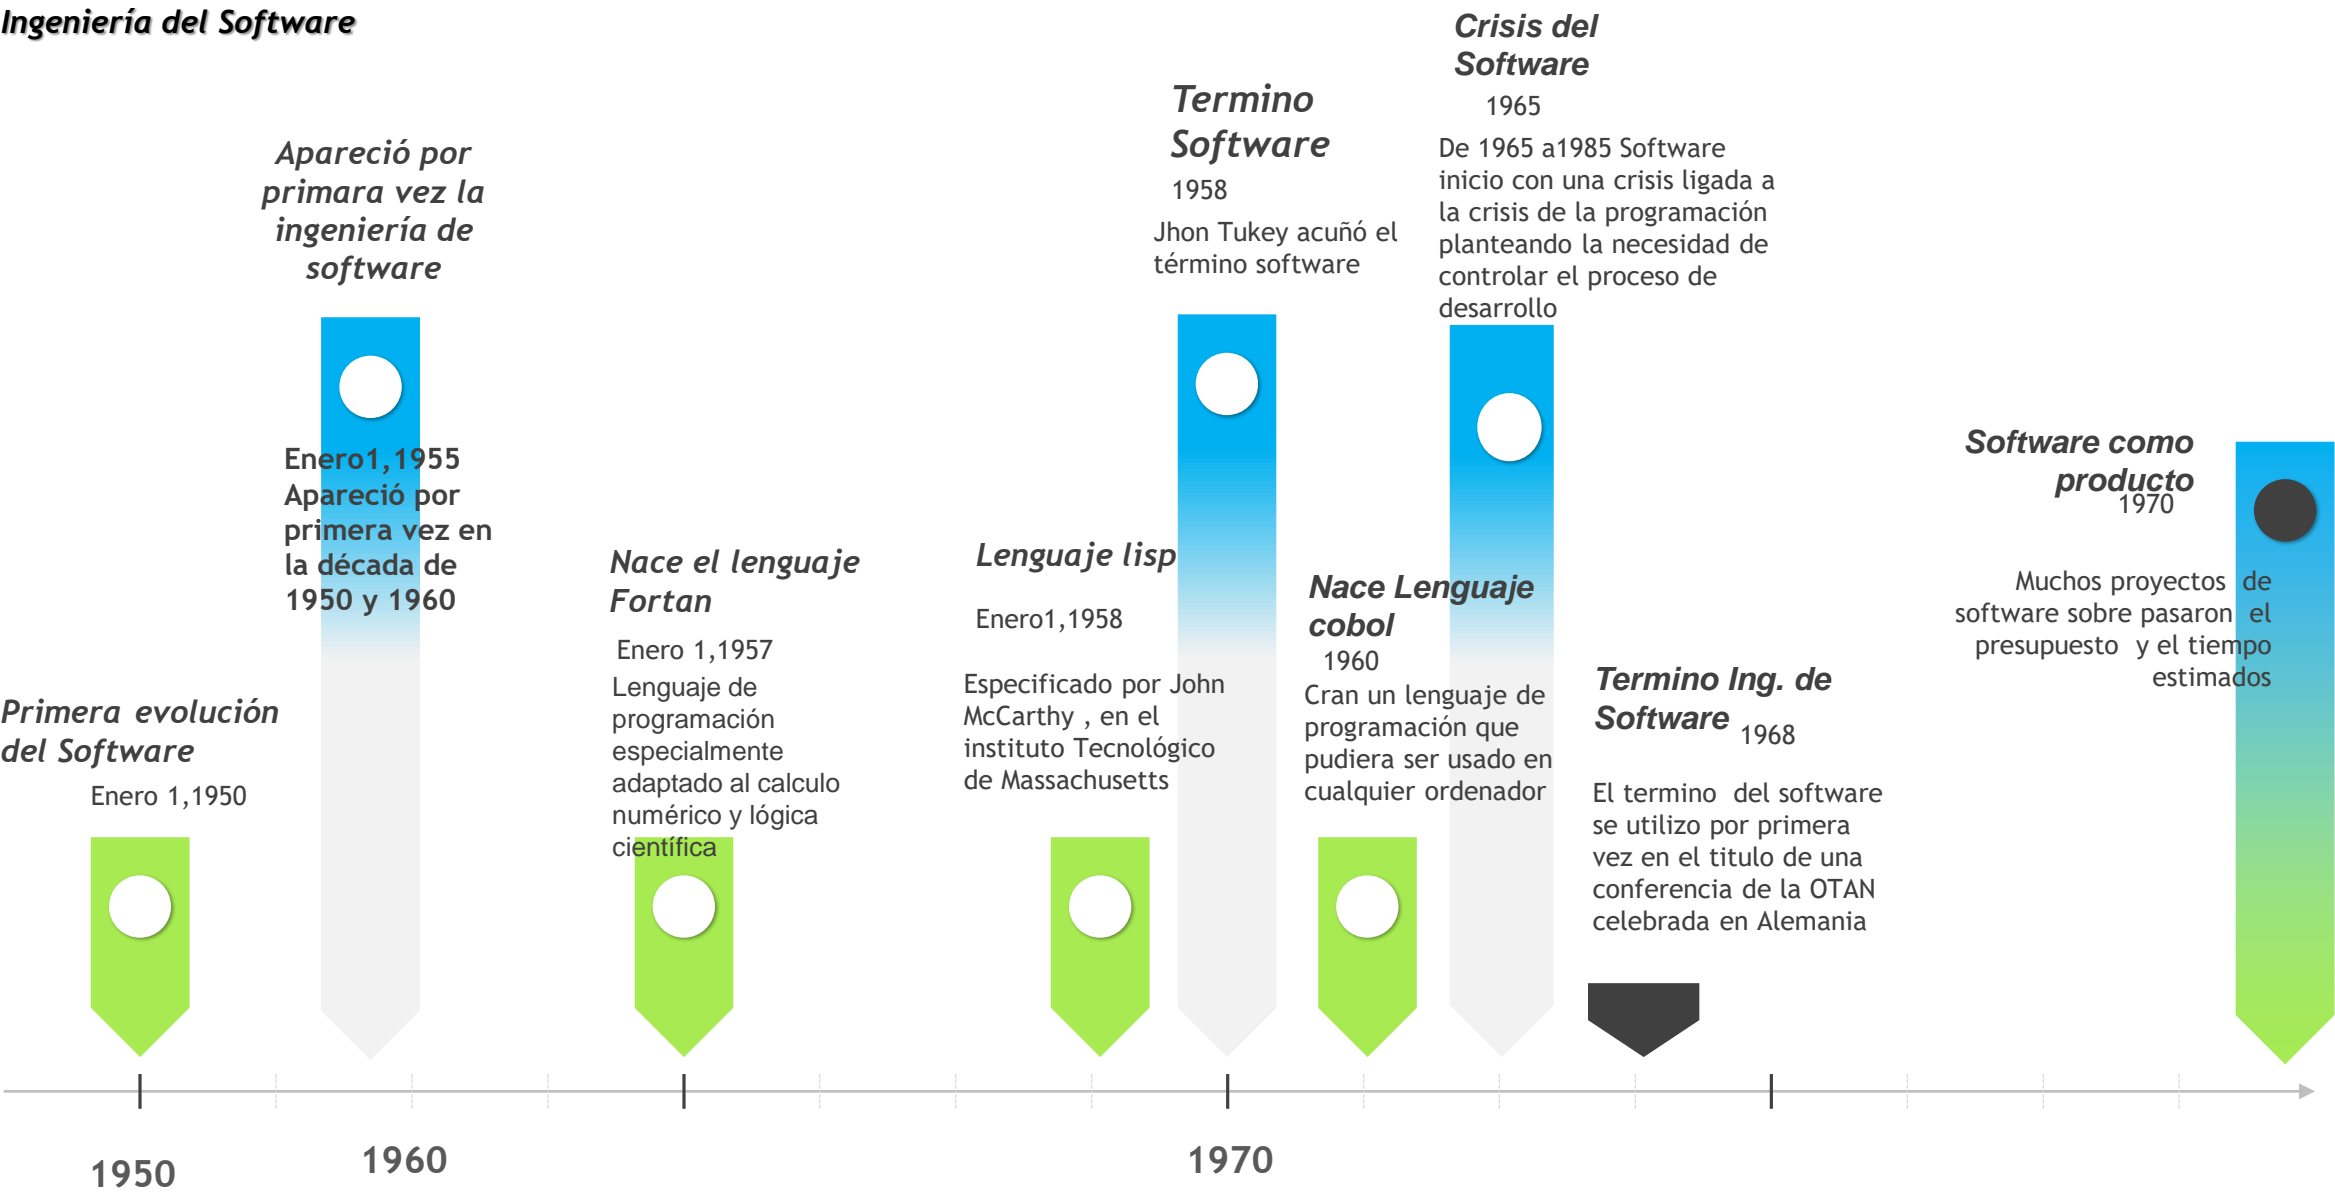 Ingeniería del Software
Primera evolución
del Software
Enero 1,1950
Apareció por
primara vez la
ingeniería de
software
Enero1,1955
Apareció por
primera vez en
la década de
1950 y 1960
Nace el lenguaje
Fortan
Enero 1,1957
Lenguaje de
programación
especialmente
adaptado al calculo
numérico y lógica
científica
Lenguaje lisp
Enero1,1958
Especificado por John
McCarthy , en el
instituto Tecnológico
de Massachusetts
Termino
Software
1958
Jhon Tukey acuñó el
término software
Nace Lenguaje
cobol
1960
Cran un lenguaje de
programación que
pudiera ser usado en
cualquier ordenador
Crisis del
Software
1965
De 1965 a1985 Software
inicio con una crisis ligada a
la crisis de la programación
planteando la necesidad de
controlar el proceso de
desarrollo
Termino Ing. de
Software
1968
El termino  del software
se utilizo por primera
vez en el titulo de una
conferencia de la OTAN
celebrada en Alemania
Software como
producto
1970
Muchos proyectos  de
software sobre pasaron  el
presupuesto  y el tiempo
estimados
1950
1960
1970